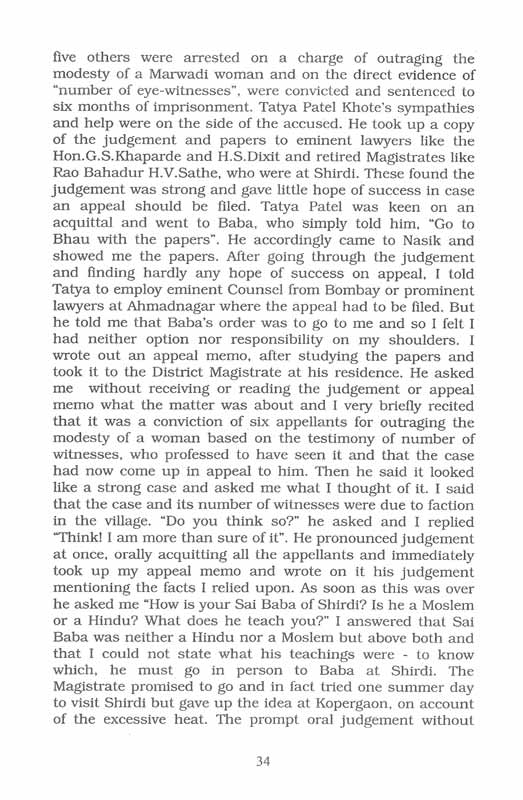 five others were arrested on a charge of outraging the
modesty of a Marwadi woman and on the direct evidence of
"number of eye-witnesses", were convicted and sentenced to
six months of imprisonment. Tatya Patel Khote's sympathies
and help were on the side of the accused. He took up a copy
of the judgement and papers to eminent lawyers like the
Hon.G.S.Khaparde and H.S.Dixit and retired Magistrates like
Rao Bahadur H.V.Sathe, who were at Shirdi. These found the
judgement was strong and gave little hope of success in case
an appeal should be filed. Tatya Patel was keen on an
acquittal and went to Baba, who simply told him, "Go to
Bhau with the papers". He accordingly came to Nasik and
showed me the papers. After going through the judgement
and finding hardly any hope of success on appeal, I told
Tatya to employ eminent Counsel from Bombay or prominent
lawyers at Ahmadnagar where the appeal had to be filed. But
he told me that Baba's order was to go to me and so I felt I
had neither option nor responsibility on my shoulders. I
wrote out an appeal memo, after studying the papers and
took it to the District Magistrate at his residence. He asked
me without receiving or reading the judgement or appeal
memo what the matter was about and I very briefly recited
that it was a conviction of six appellants for outraging the
modesty of a woman based on the testimony of number of
witnesses, who professed to have seen it and that the case
had now come up in appeal to him. Then he said it looked
like a strong case and asked me what I thought of it. I said
that the case and its number of witnesses were due to faction
in the village. "Do you think so?" he asked and I replied
"Think! I am more than sure of it". He pronounced judgement
at once, orally acquitting all the appellants and immediately
took up my appeal memo and wrote on it his judgement
mentioning the facts I relied upon. As soon as this was over
he asked me "How is your Sai Baba of Shirdi? Is he a Moslem
or a Hindu? What does he teach you?" I answered that Sai
Baba was neither a Hindu nor a Moslem but above both and
that I could not state what his teachings were - to know
which, he must go in person to Baba at Shirdi. The
Magistrate promised to go and in fact tried one summer day
to visit Shirdi but gave up the idea at Kopergaon, on account
of the excessive heat. The prompt oral judgement without
34